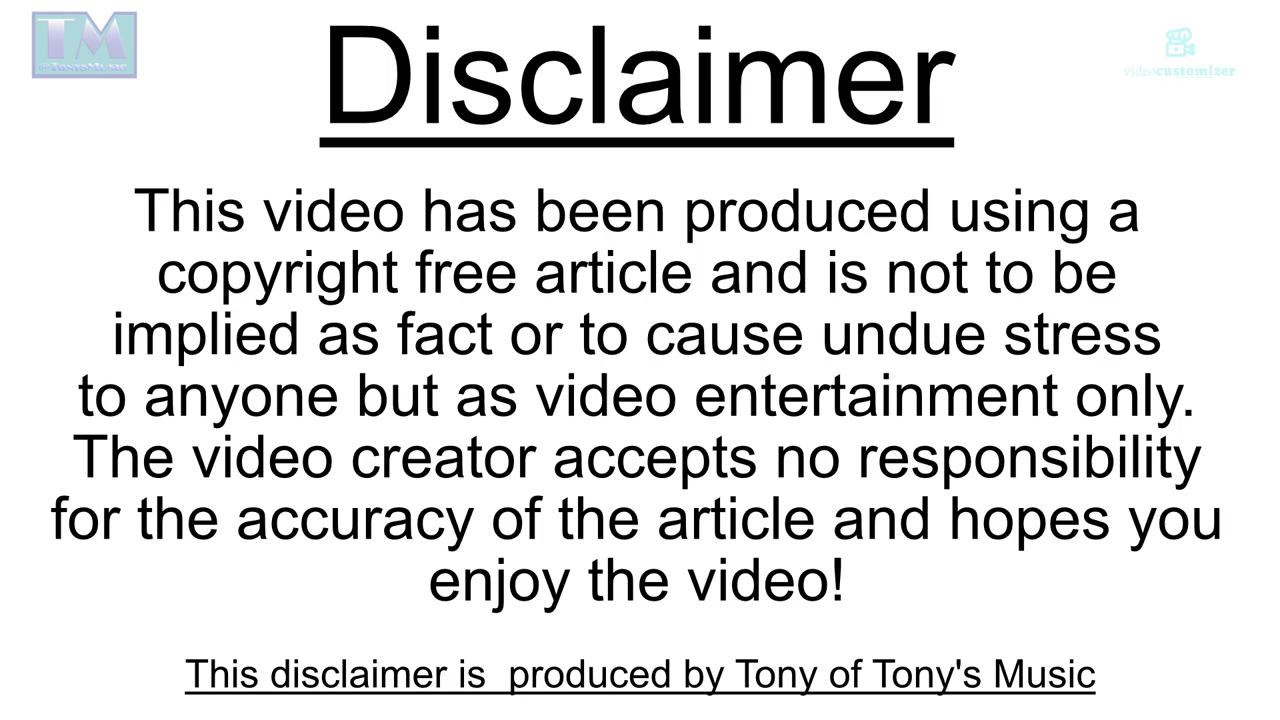 TM
@TonysMusic
videocustomizer
Disclaimer
This video has been produced using a
copyright free article and is not to be
implied as fact or to cause undue stress
to anyone but as video entertainment only.
The video creator accepts no responsibility
for the accuracy of the article and hopes you
enjoy the video!
This disclaimer is  produced by Tony of Tony's Music